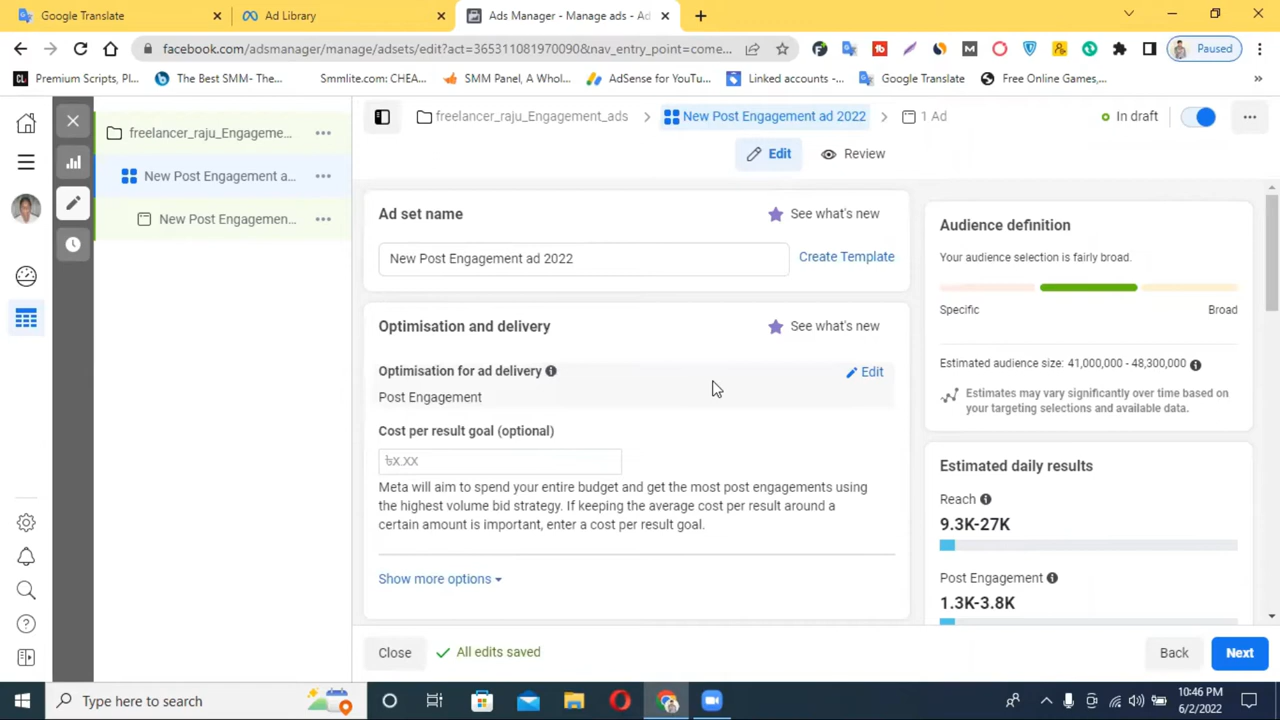 Google Translate
Ad Library
Ads Manager - Manage ads - Ad
facebook.com/adsmanager/manage/adsets/edit?act=3653110819700​90&nav_entry_point=come...
Paused
Premium Scripts, Pl...
The Best SMM- The...
Smmlite.com: CHEA...
SMM Panel, A Whol...
AdSense for YouTub...
Linked accounts -...
Google Translate
Free Online Games,...
freelancer_raju_Engageme...
New Post Engagement a...
New Post Engagemen...
freelancer_raju_Engagement_ads
New Post Engagement ad 2022
1 Ad
In draft
Edit
Review
Ad set name
See what's new
New Post Engagement ad 2022
Create Template
Optimisation and delivery
See what's new
Optimisation for ad delivery
Edit
Post Engagement
Cost per result goal (optional)
৳X.XX
Meta will aim to spend your entire budget and get the most post engagements using
the highest volume bid strategy. If keeping the average cost per result around a
certain amount is important, enter a cost per result goal.
Show more options
Audience definition
Your audience selection is fairly broad.
Specific
Broad
Estimated audience size: 41,000,000 - 48,300,000
Estimates may vary significantly over time based on
your targeting selections and available data.
Estimated daily results
Reach
9.3K-27K
Post Engagement
1.3K-3.8K
Close
All edits saved
Back
Next
Type here to search
10:46 PM
6/2/2022